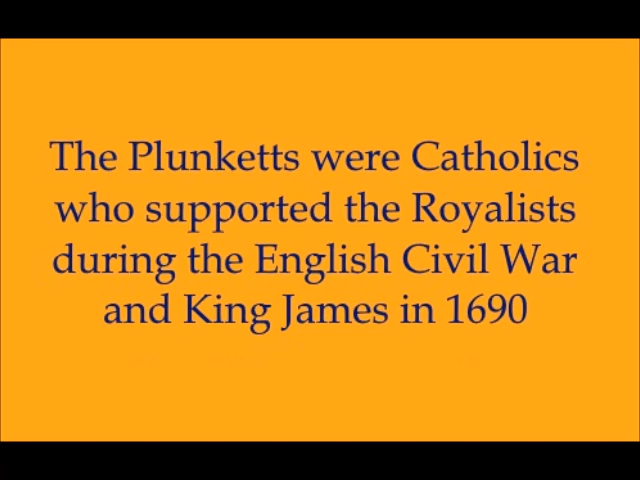 The Plunketts were Catholics
who supported the Royalists
during the English Civil War
and King James in 1690